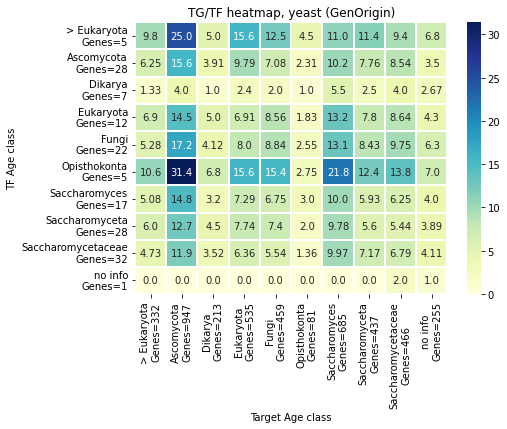 TG/TF heatmap, yeast (GenOrigin)
TF Age class
> Eukaryota
Genes=5
9.8 25.0 5.0 15.6 12.5 4.5 11.0 11.4 9.4 6.8
Ascomycota
Genes=28
6.25 15.6 3.91 9.79 7.08 2.31 10.2 7.76 8.54 3.5
Dikarya
Genes=7
1.33 4.0 1.0 2.4 2.0 1.0 5.5 2.5 4.0 2.67
Eukaryota
Genes=12
6.9 14.5 5.0 6.91 8.56 1.83 13.2 7.8 8.64 4.3
Fungi
Genes=22
5.28 17.2 4.12 8.0 8.84 2.55 13.1 8.43 9.75 6.3
Opisthokonta
Genes=5
10.6 31.4 6.8 15.6 15.4 2.75 21.8 12.4 13.8 7.0
Saccharomyces
Genes=17
5.08 14.8 3.2 7.29 6.75 3.0 10.0 5.93 6.25 4.0
Saccharomyceta
Genes=28
6.0 12.7 4.5 7.74 7.4 2.0 9.78 5.6 5.44 3.89
Saccharomycetaceae
Genes=32
4.73 11.9 3.52 6.36 5.54 1.36 9.97 7.17 6.79 4.11
no info
Genes=1
0.0 0.0 0.0 0.0 0.0 0.0 0.0 0.0 2.0 1.0
> Eukaryota
Genes=332
Ascomycota
Genes=947
Dikarya
Genes=213
Eukaryota
Genes=535
Fungi
Genes=459
Opisthokonta
Genes=81
Saccharomyces
Genes=685
Saccharomyceta
Genes=437
Saccharomycetaceae
Genes=466
no info
Genes=255
Target Age class
30
25
20
15
10
5
0